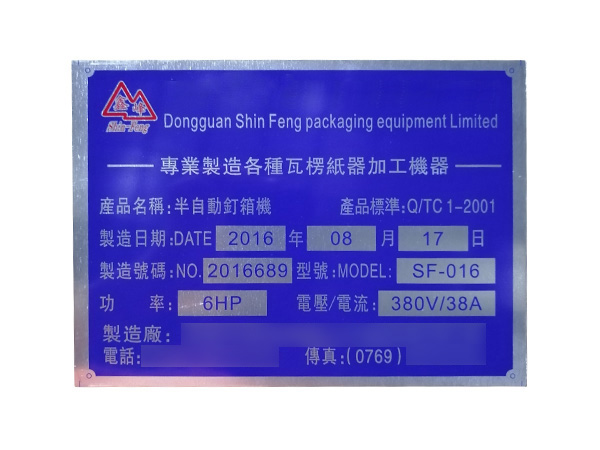 鑫峰
Shin-Feng
Dongguan Shin Feng packaging equipment Limited
專業製造各種瓦楞紙器加工機器
産品名稱:半自動釘箱機 産品標準:Q/TC 1-2001
製造日期:DATE 2016 年 08 月 17 日
製造號碼:NO. 2016689 型號:MODEL: SF-016
功 率: 6HP 電壓/電流: 380V/38A
製造廠:
電話: 傳真:(0769)